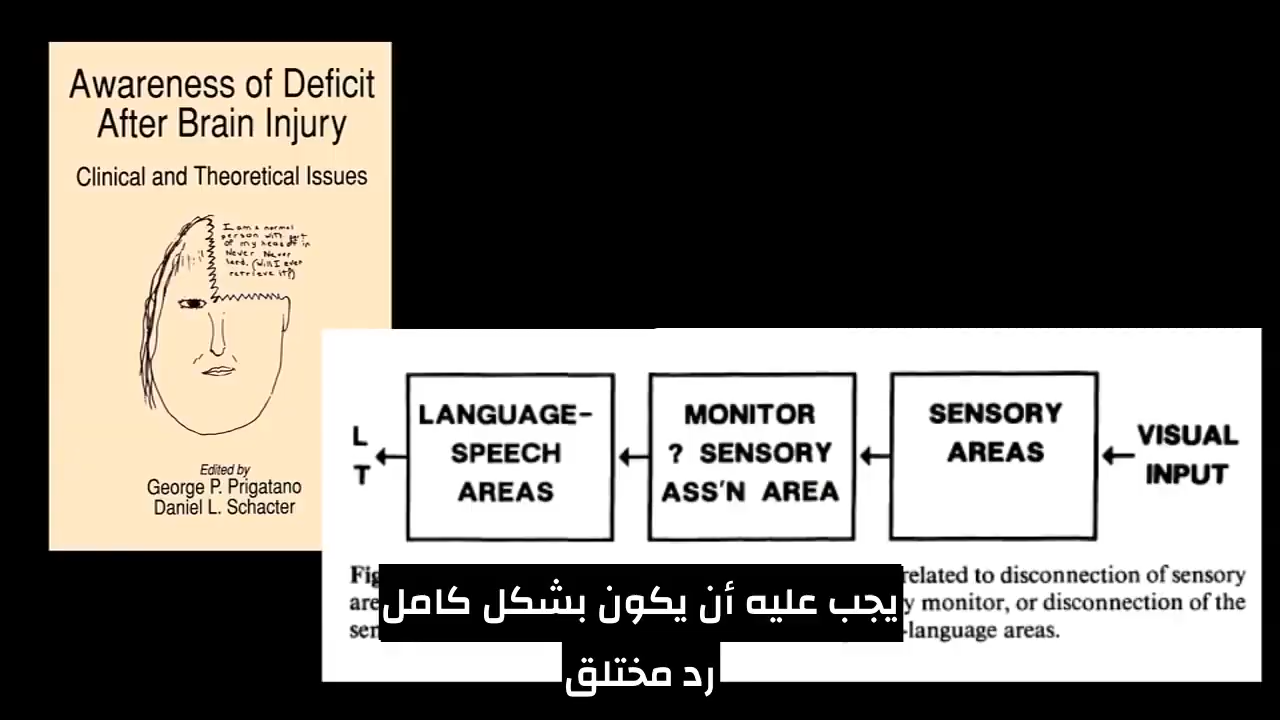 Awareness of Deficit
After Brain Injury
Clinical and Theoretical Issues
I am a normal
person with part
of my head off in
Never Never
land. (Will I ever
retrieve it?)
Edited by
George P. Prigatano
Daniel L. Schacter
L
T
LANGUAGE-
SPEECH
AREAS
MONITOR
? SENSORY
ASS'N AREA
SENSORY
AREAS
VISUAL
INPUT
Fig
related to disconnection of sensory
are
y monitor, or disconnection of the
sen
-language areas.
يجب عليه أن يكون بشكل كامل
رد مختلق